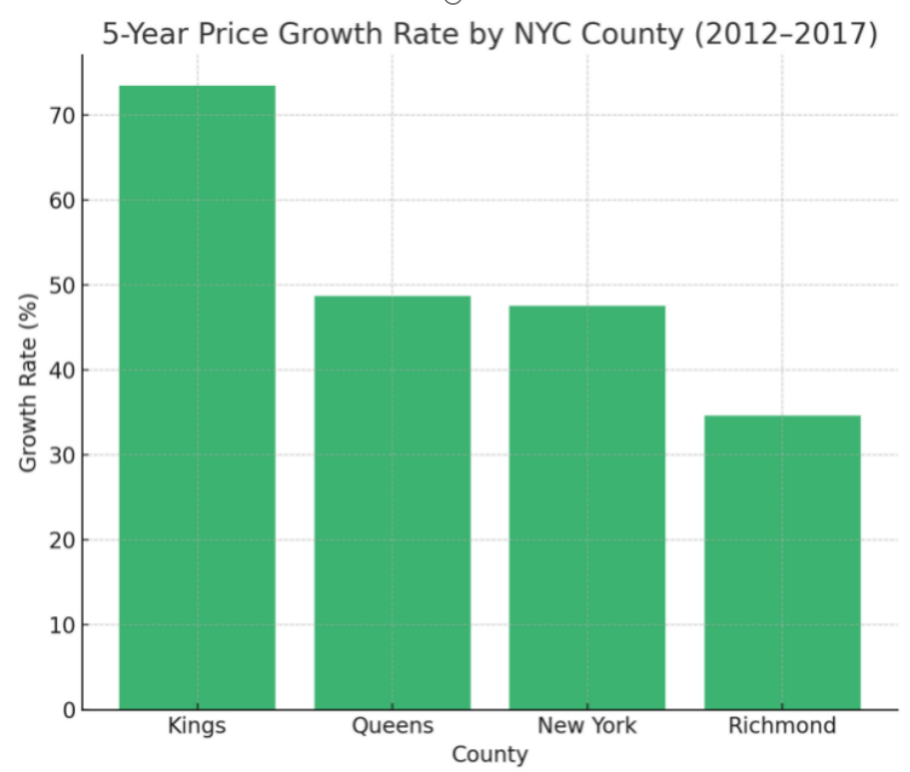 5-Year Price Growth Rate by NYC County (2012–2017)
Growth Rate (%)
70
60
50
40
30
20
10
0
Kings Queens New York Richmond
County